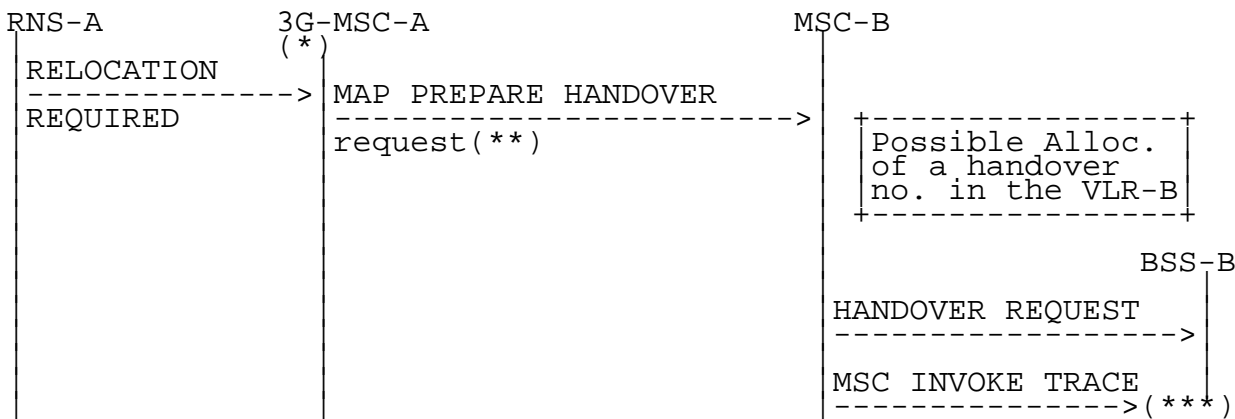 RNS-A 3G-MSC-A MSC-B
(*)
RELOCATION
MAP PREPARE HANDOVER
REQUIRED
request(**)
Possible Alloc.
of a handover
no. in the VLR-B
BSS-B
HANDOVER REQUEST
MSC INVOKE TRACE
(***)